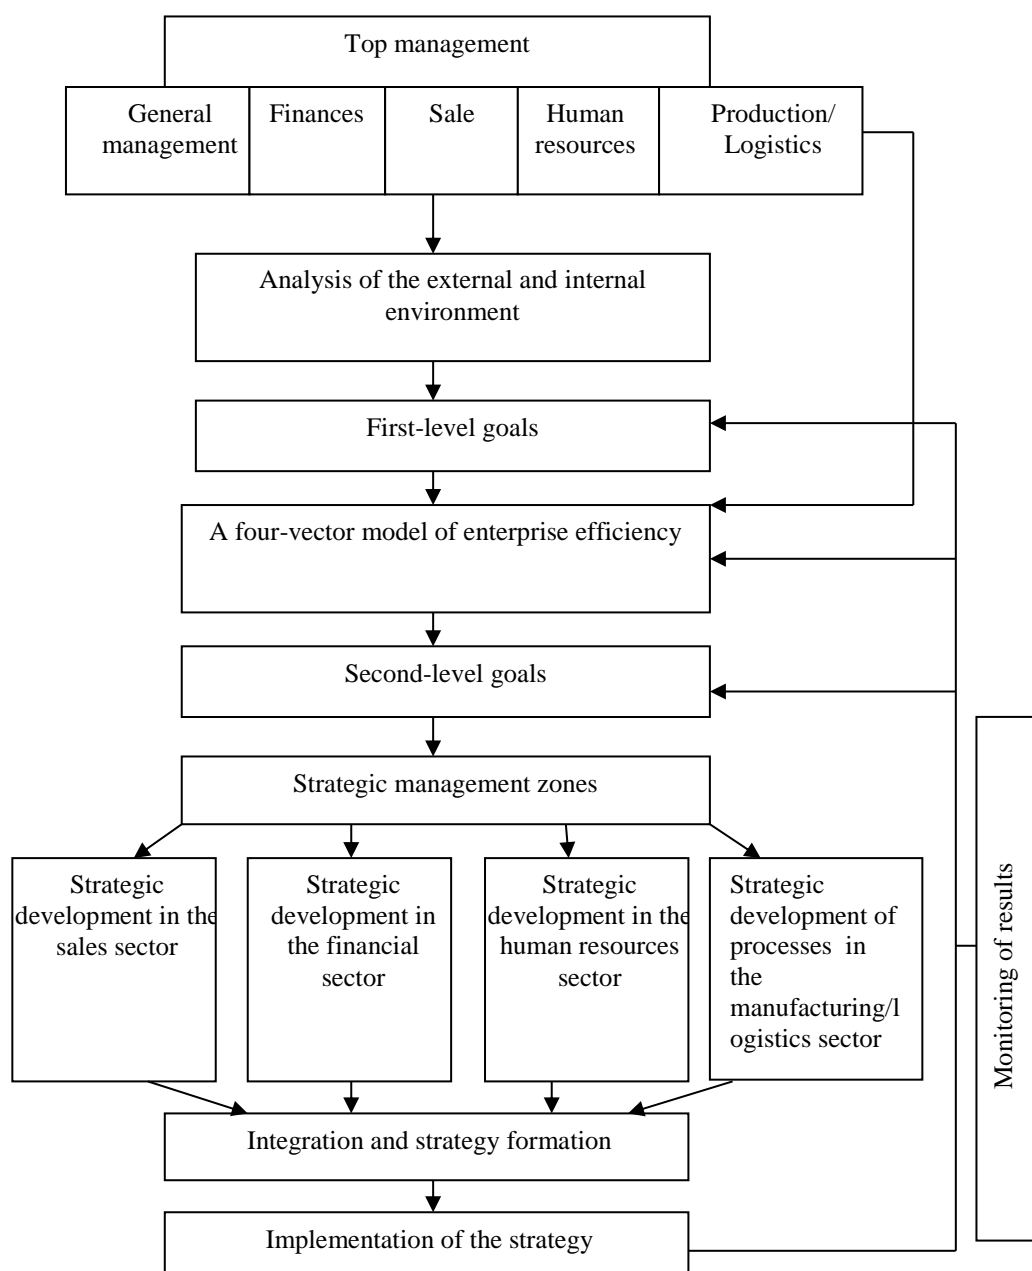 Top management
General
management
Finances
Sale
Human
resources
Production/
Logistics
Analysis of the external and internal
environment
First-level goals
A four-vector model of enterprise efficiency
Second-level goals
Strategic management zones
Strategic
development in the
sales sector
Strategic
development in
the financial
sector
Strategic
development in the
human resources
sector
Strategic
development of
processes in
the
manufacturing/l
ogistics sector
Monitoring of results
Integration and strategy formation
Implementation of the strategy